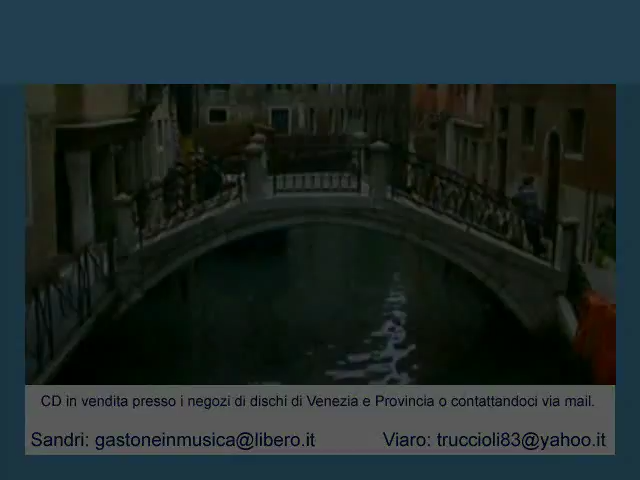 CD in vendita presso i negozi di dischi di Venezia e Provincia o contattandoci via mail.
Sandri: gastoneinmusica@libero.it Viaro: truccioli83@yahoo.it